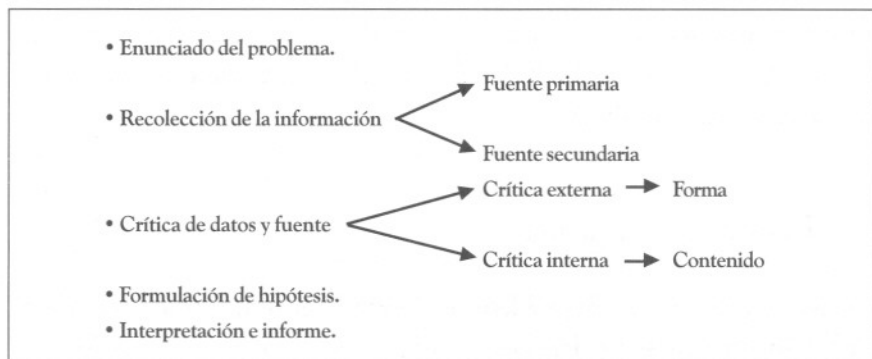 • Enunciado del problema.
Fuente primaria
• Recolección de la información
Fuente secundaria
Crítica externa → Forma
• Crítica de datos y fuente
Crítica interna → Contenido
• Formulación de hipótesis.
• Interpretación e informe.